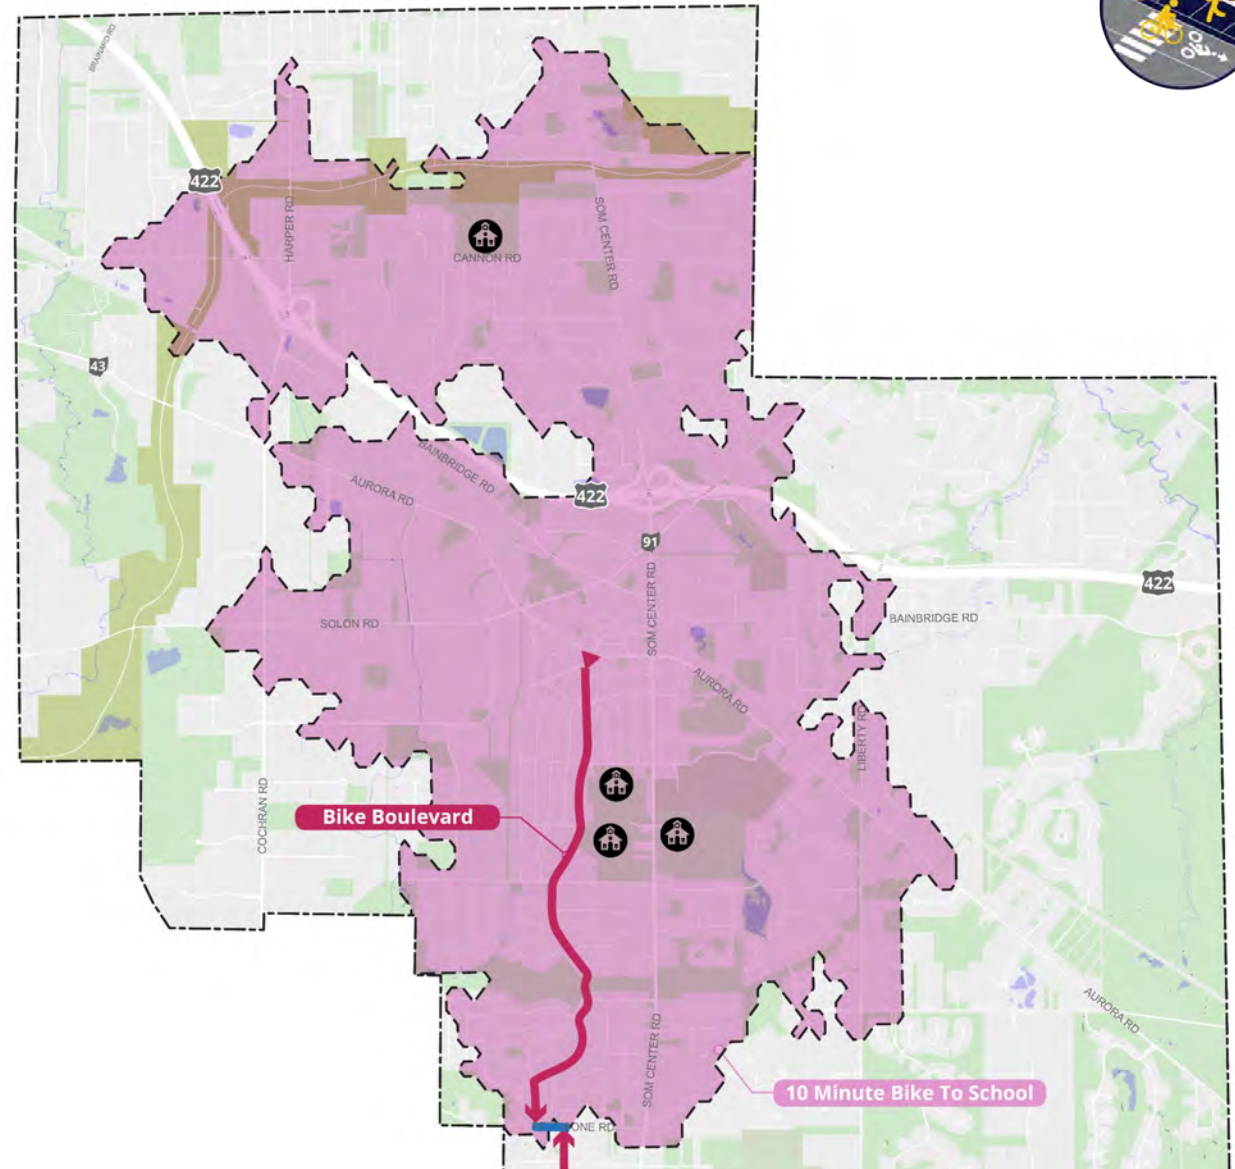 BRAINARD RD
422
HARPER RD
SOM CENTER RD
CANNON RD
43
BAINBRIDGE RD
AURORA RD
422
91
422
SOM CENTER RD
SOLON RD
BAINBRIDGE RD
AURORA RD
LIBERTY RD
COCHRAN RD
Bike Boulevard
AURORA RD
SOM CENTER RD
10 Minute Bike To School
ONE RD